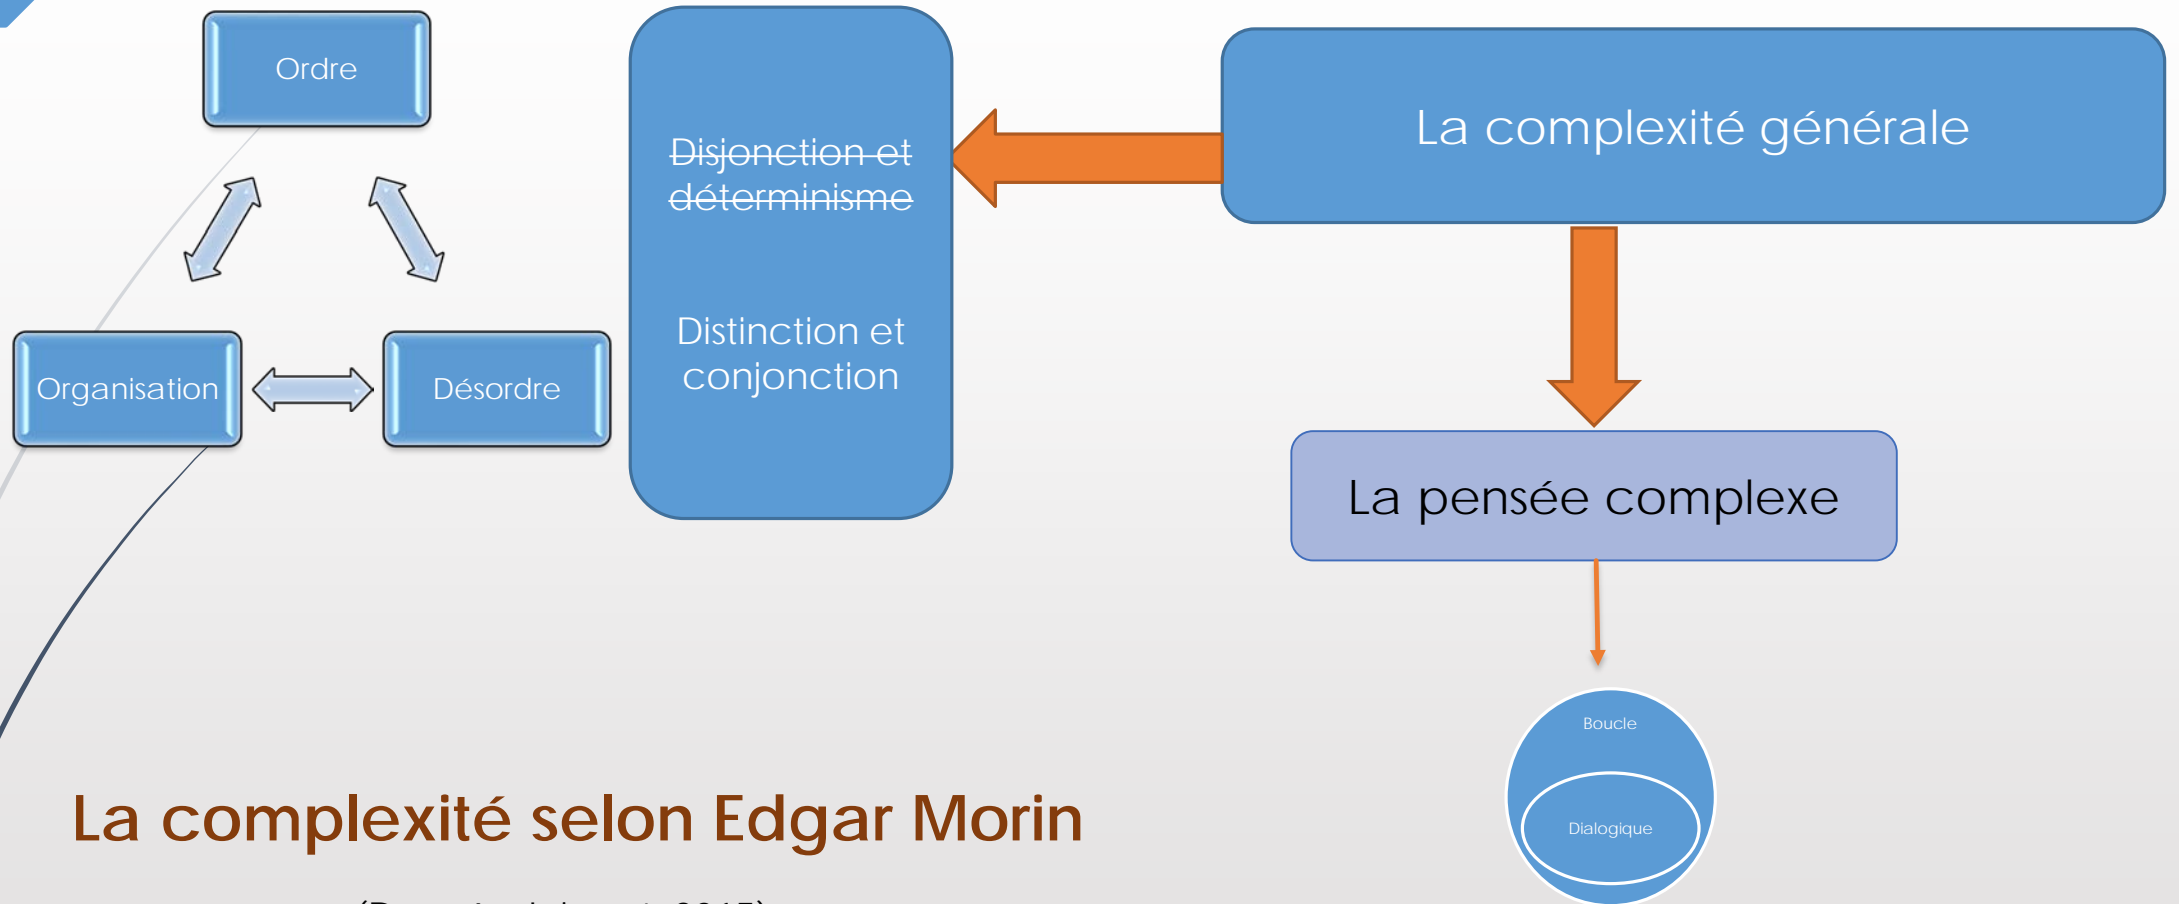 Ordre
Organisation
Désordre
Disjonction et
déterminisme
Distinction et
conjonction
La complexité générale
La pensée complexe
Boucle
Dialogique
La complexité selon Edgar Morin